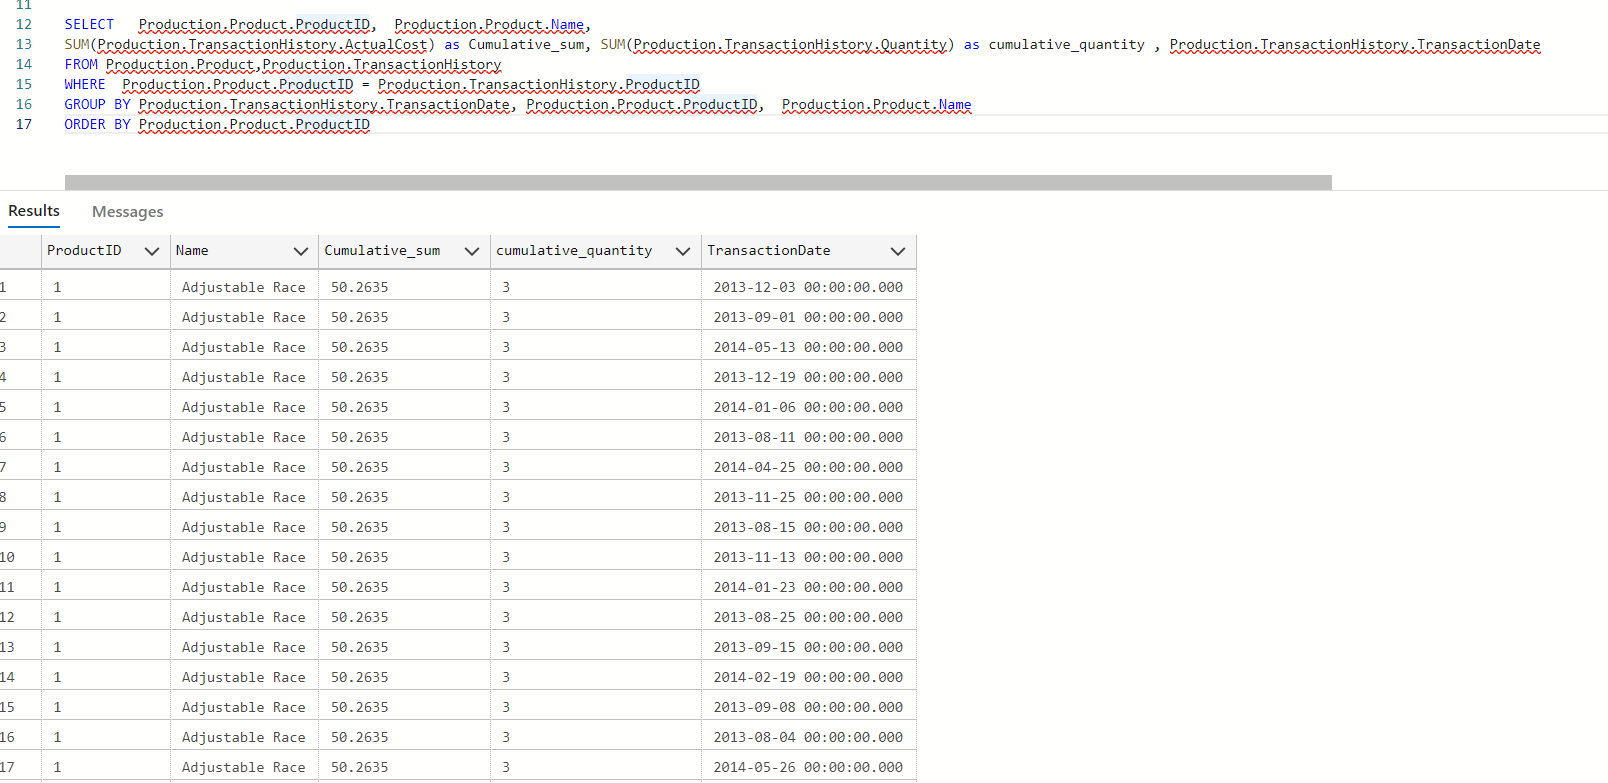 11
12 SELECT Production.Product.ProductID, Production.Product.Name,
13 SUM(Production.TransactionHistory.ActualCost) as Cumulative_sum, SUM(Production.TransactionHistory.Quantity) as cumulative_quantity , Production.TransactionHistory.TransactionDate
14 FROM Production.Product,Production.TransactionHistory
15 WHERE Production.Product.ProductID = Production.TransactionHistory.ProductID
16 GROUP BY Production.TransactionHistory.TransactionDate, Production.Product.ProductID, Production.Product.Name
17 ORDER BY Production.Product.ProductID
Results Messages
ProductID Name Cumulative_sum cumulative_quantity TransactionDate
1 1 Adjustable Race 50.2635 3 2013-12-03 00:00:00.000
2 1 Adjustable Race 50.2635 3 2013-09-01 00:00:00.000
3 1 Adjustable Race 50.2635 3 2014-05-13 00:00:00.000
4 1 Adjustable Race 50.2635 3 2013-12-19 00:00:00.000
5 1 Adjustable Race 50.2635 3 2014-01-06 00:00:00.000
6 1 Adjustable Race 50.2635 3 2013-08-11 00:00:00.000
7 1 Adjustable Race 50.2635 3 2014-04-25 00:00:00.000
8 1 Adjustable Race 50.2635 3 2013-11-25 00:00:00.000
9 1 Adjustable Race 50.2635 3 2013-08-15 00:00:00.000
10 1 Adjustable Race 50.2635 3 2013-11-13 00:00:00.000
11 1 Adjustable Race 50.2635 3 2014-01-23 00:00:00.000
12 1 Adjustable Race 50.2635 3 2013-08-25 00:00:00.000
13 1 Adjustable Race 50.2635 3 2013-09-15 00:00:00.000
14 1 Adjustable Race 50.2635 3 2014-02-19 00:00:00.000
15 1 Adjustable Race 50.2635 3 2013-09-08 00:00:00.000
16 1 Adjustable Race 50.2635 3 2013-08-04 00:00:00.000
17 1 Adjustable Race 50.2635 3 2014-05-26 00:00:00.000